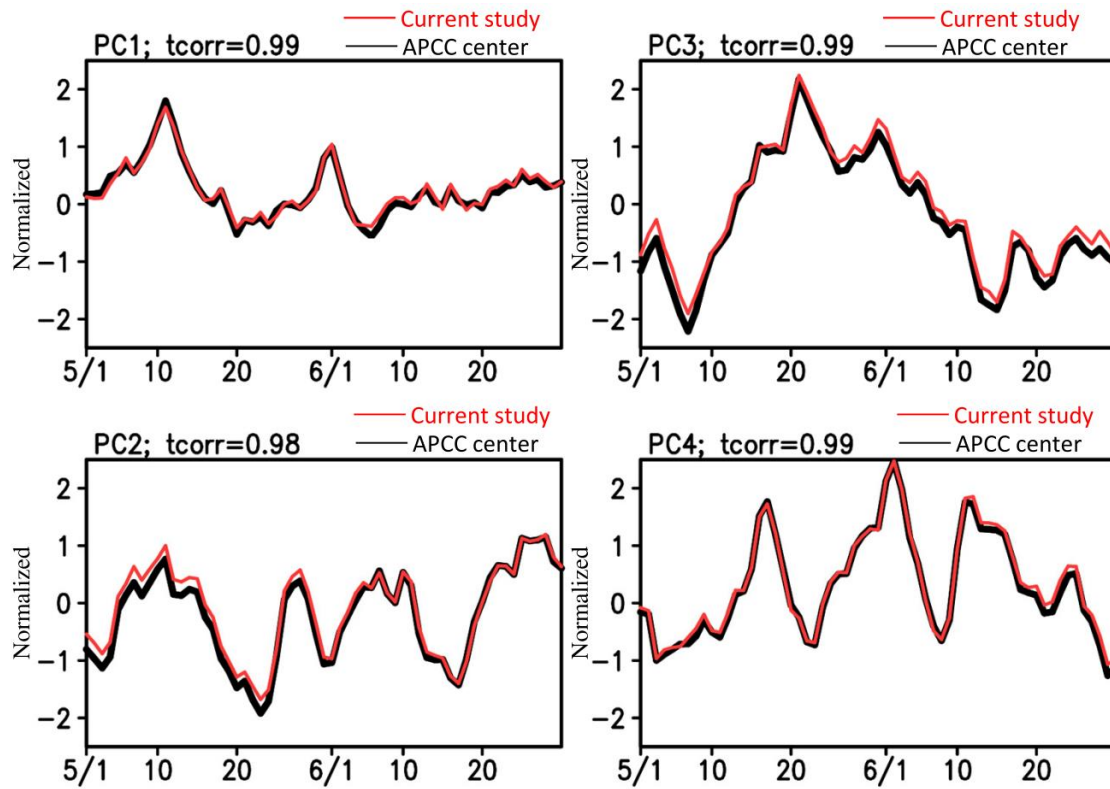 Current study
PC1; tcorr=0.99
APCC center
Normalized
2
1
0
−1
−2
5/1 10 20 6/1 10 20
Current study
PC3; tcorr=0.99
APCC center
Normalized
2
1
0
−1
−2
5/1 10 20 6/1 10 20
Current study
PC2; tcorr=0.98
APCC center
Normalized
2
1
0
−1
−2
5/1 10 20 6/1 10 20
Current study
PC4; tcorr=0.99
APCC center
Normalized
2
1
0
−1
−2
5/1 10 20 6/1 10 20